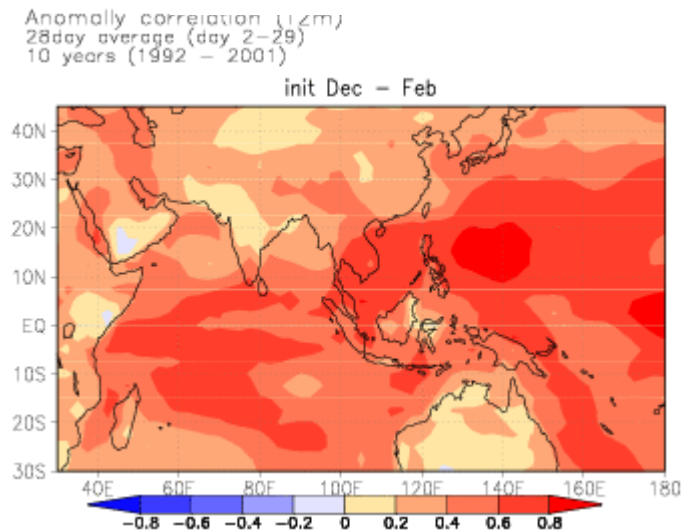 Anomally correlation (12m)
28day average (day 2-29)
10 years (1992 - 2001)
init Dec - Feb
40N
30N
20N
10N
EQ
10S
20S
30S
40E 60E 80E 100E 120E 140E 160E 180
-0.8 -0.6 -0.4 -0.2 0 0.2 0.4 0.6 0.8